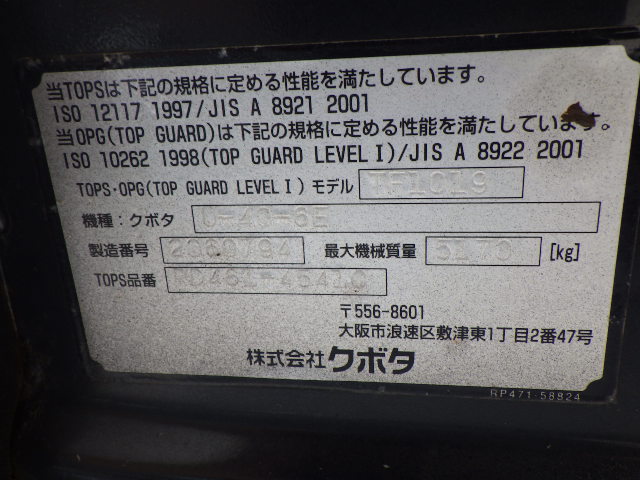 当TOPSは下記の規格に定める性能を満たしています。
ISO 12117 1997/JIS A 8921 2001
当OPG(TOP GUARD)は下記の規格に定める性能を満たしています。
ISO 10262 1998(TOP GUARD LEVELⅠ)/JIS A 8922 2001
TOPS・OPG(TOP GUARD LEVELⅠ) モデル
機種：クボタ U-40-6E
製造番号 最大機械質量 [kg]
TOPS品番
〒556-8601
大阪市浪速区敷津東1丁目2番47号
株式会社クボタ
RP471-58824